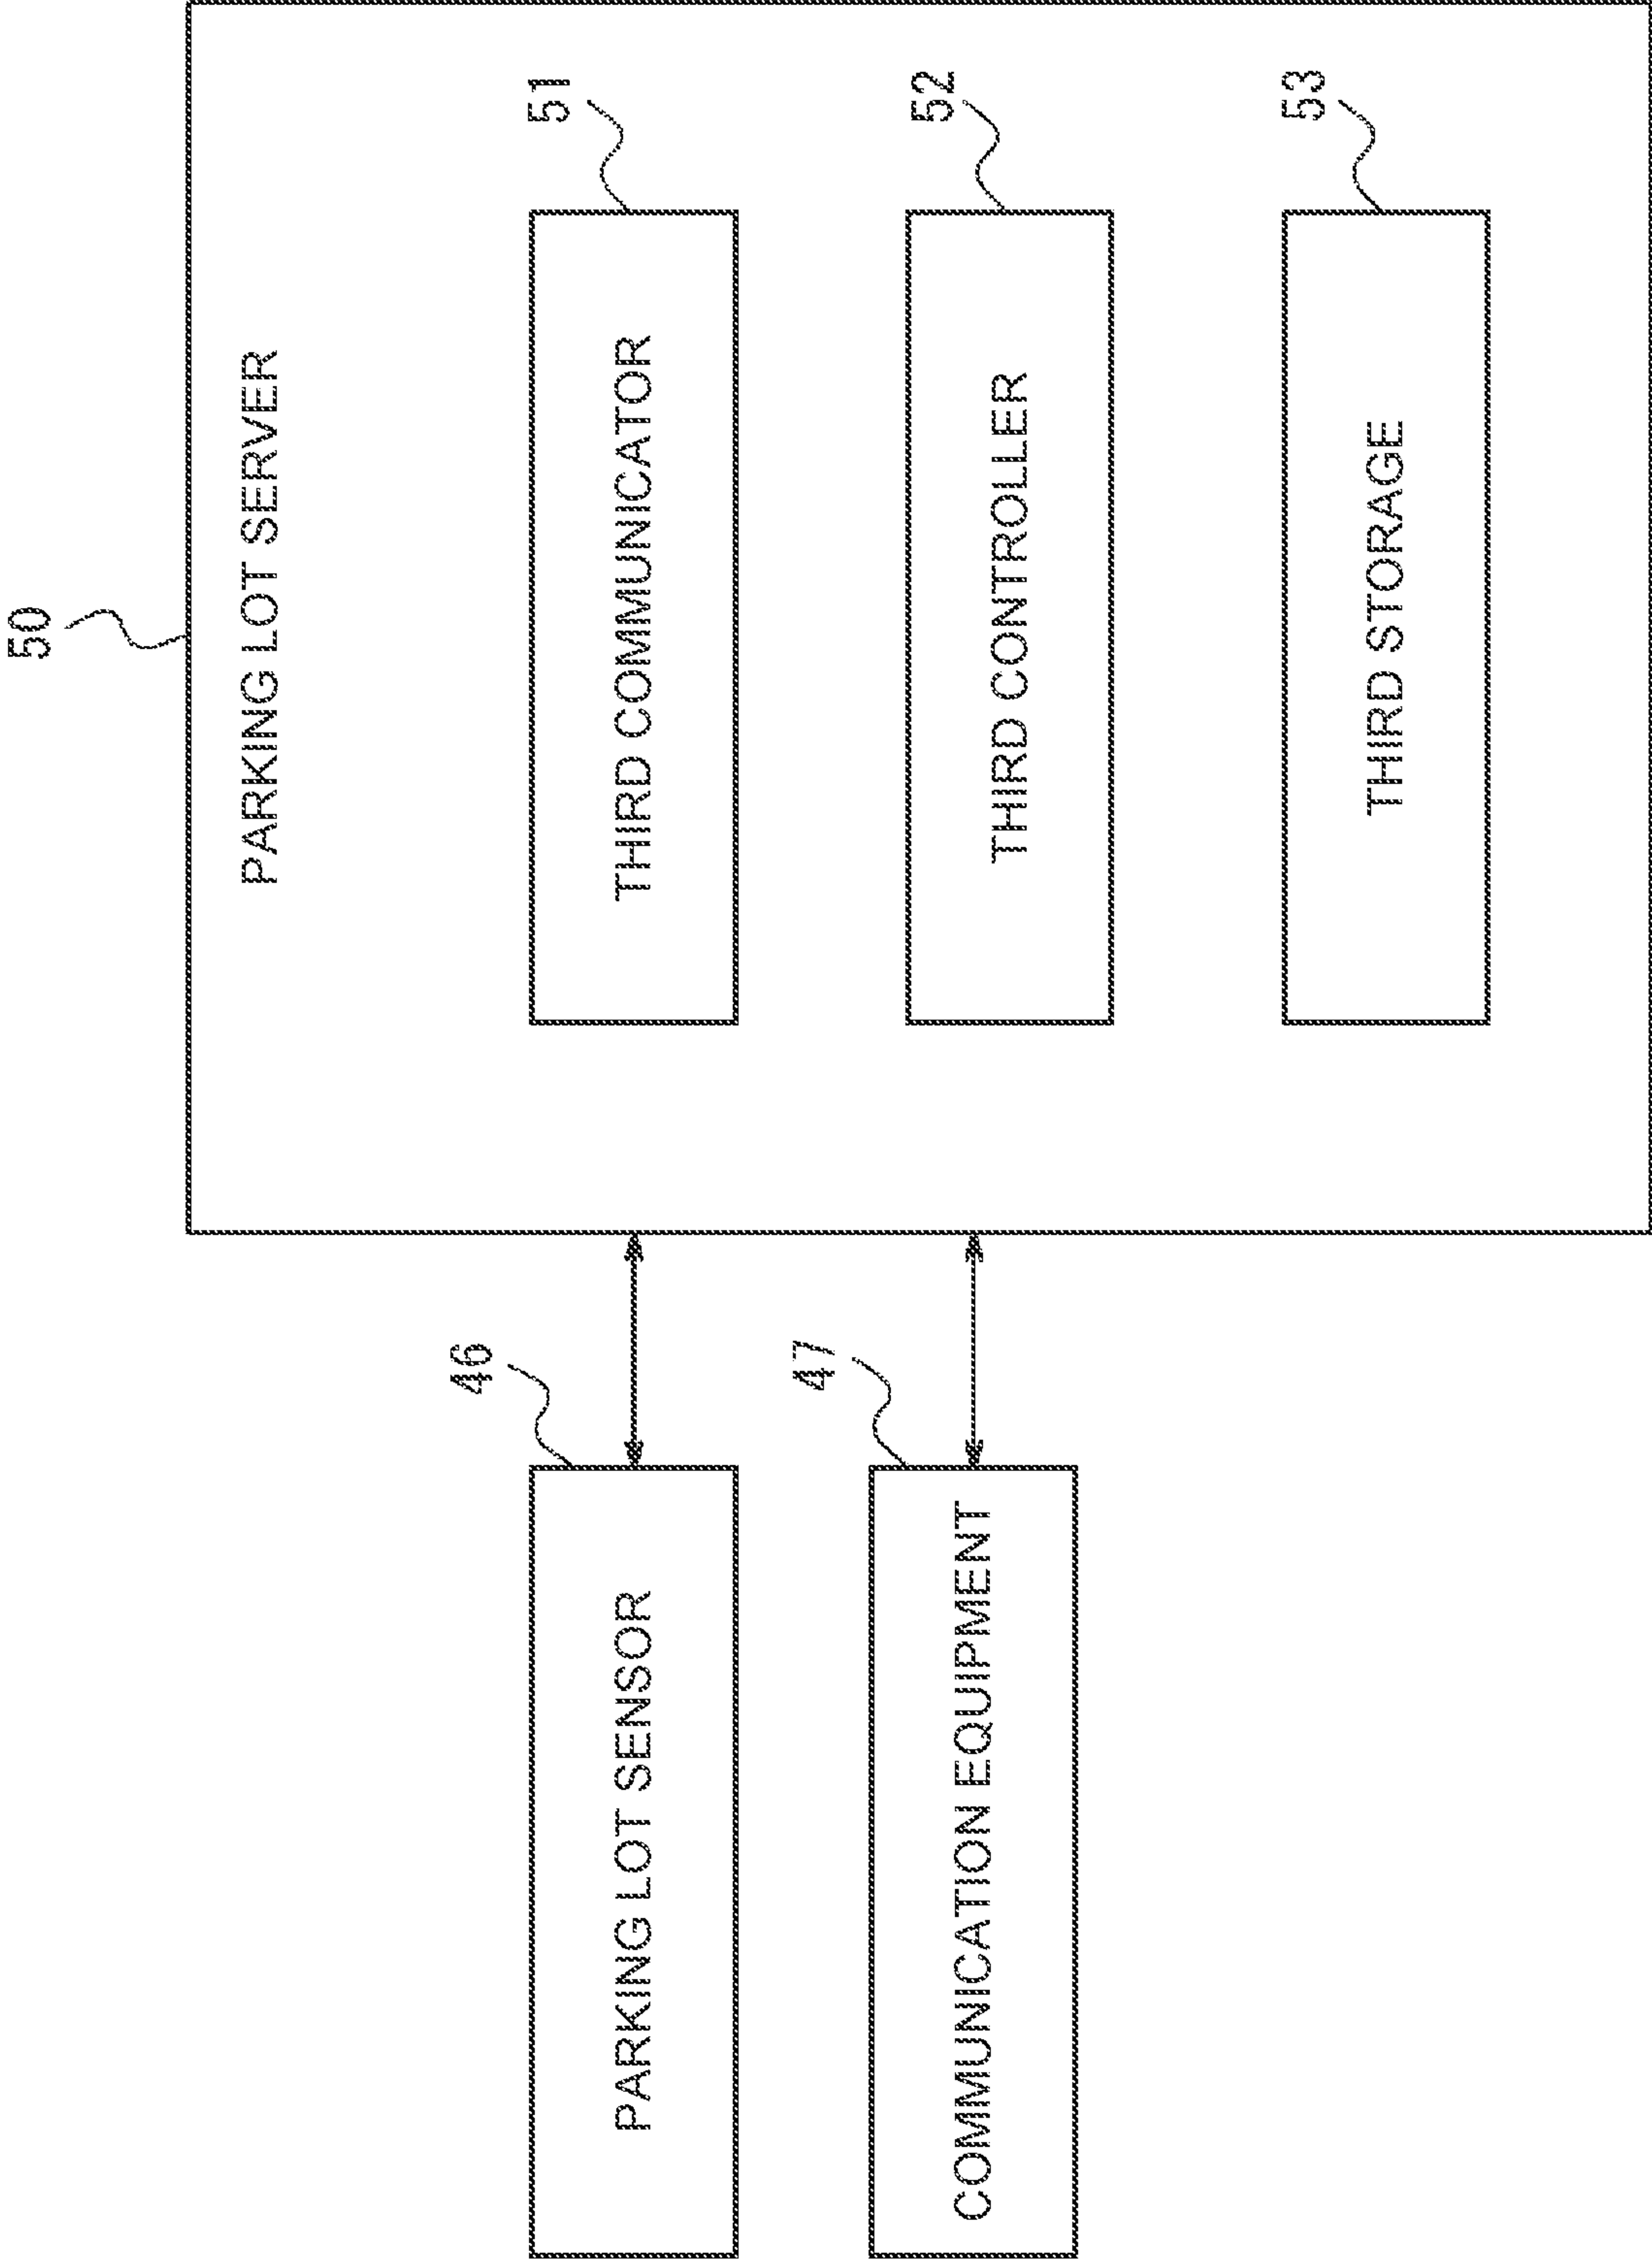 50
PARKING LOT SERVER
46
PARKING LOT SENSOR
51
THIRD COMMUNICATOR
47
COMMUNICATION EQUIPMENT
52
THIRD CONTROLLER
53
THIRD STORAGE